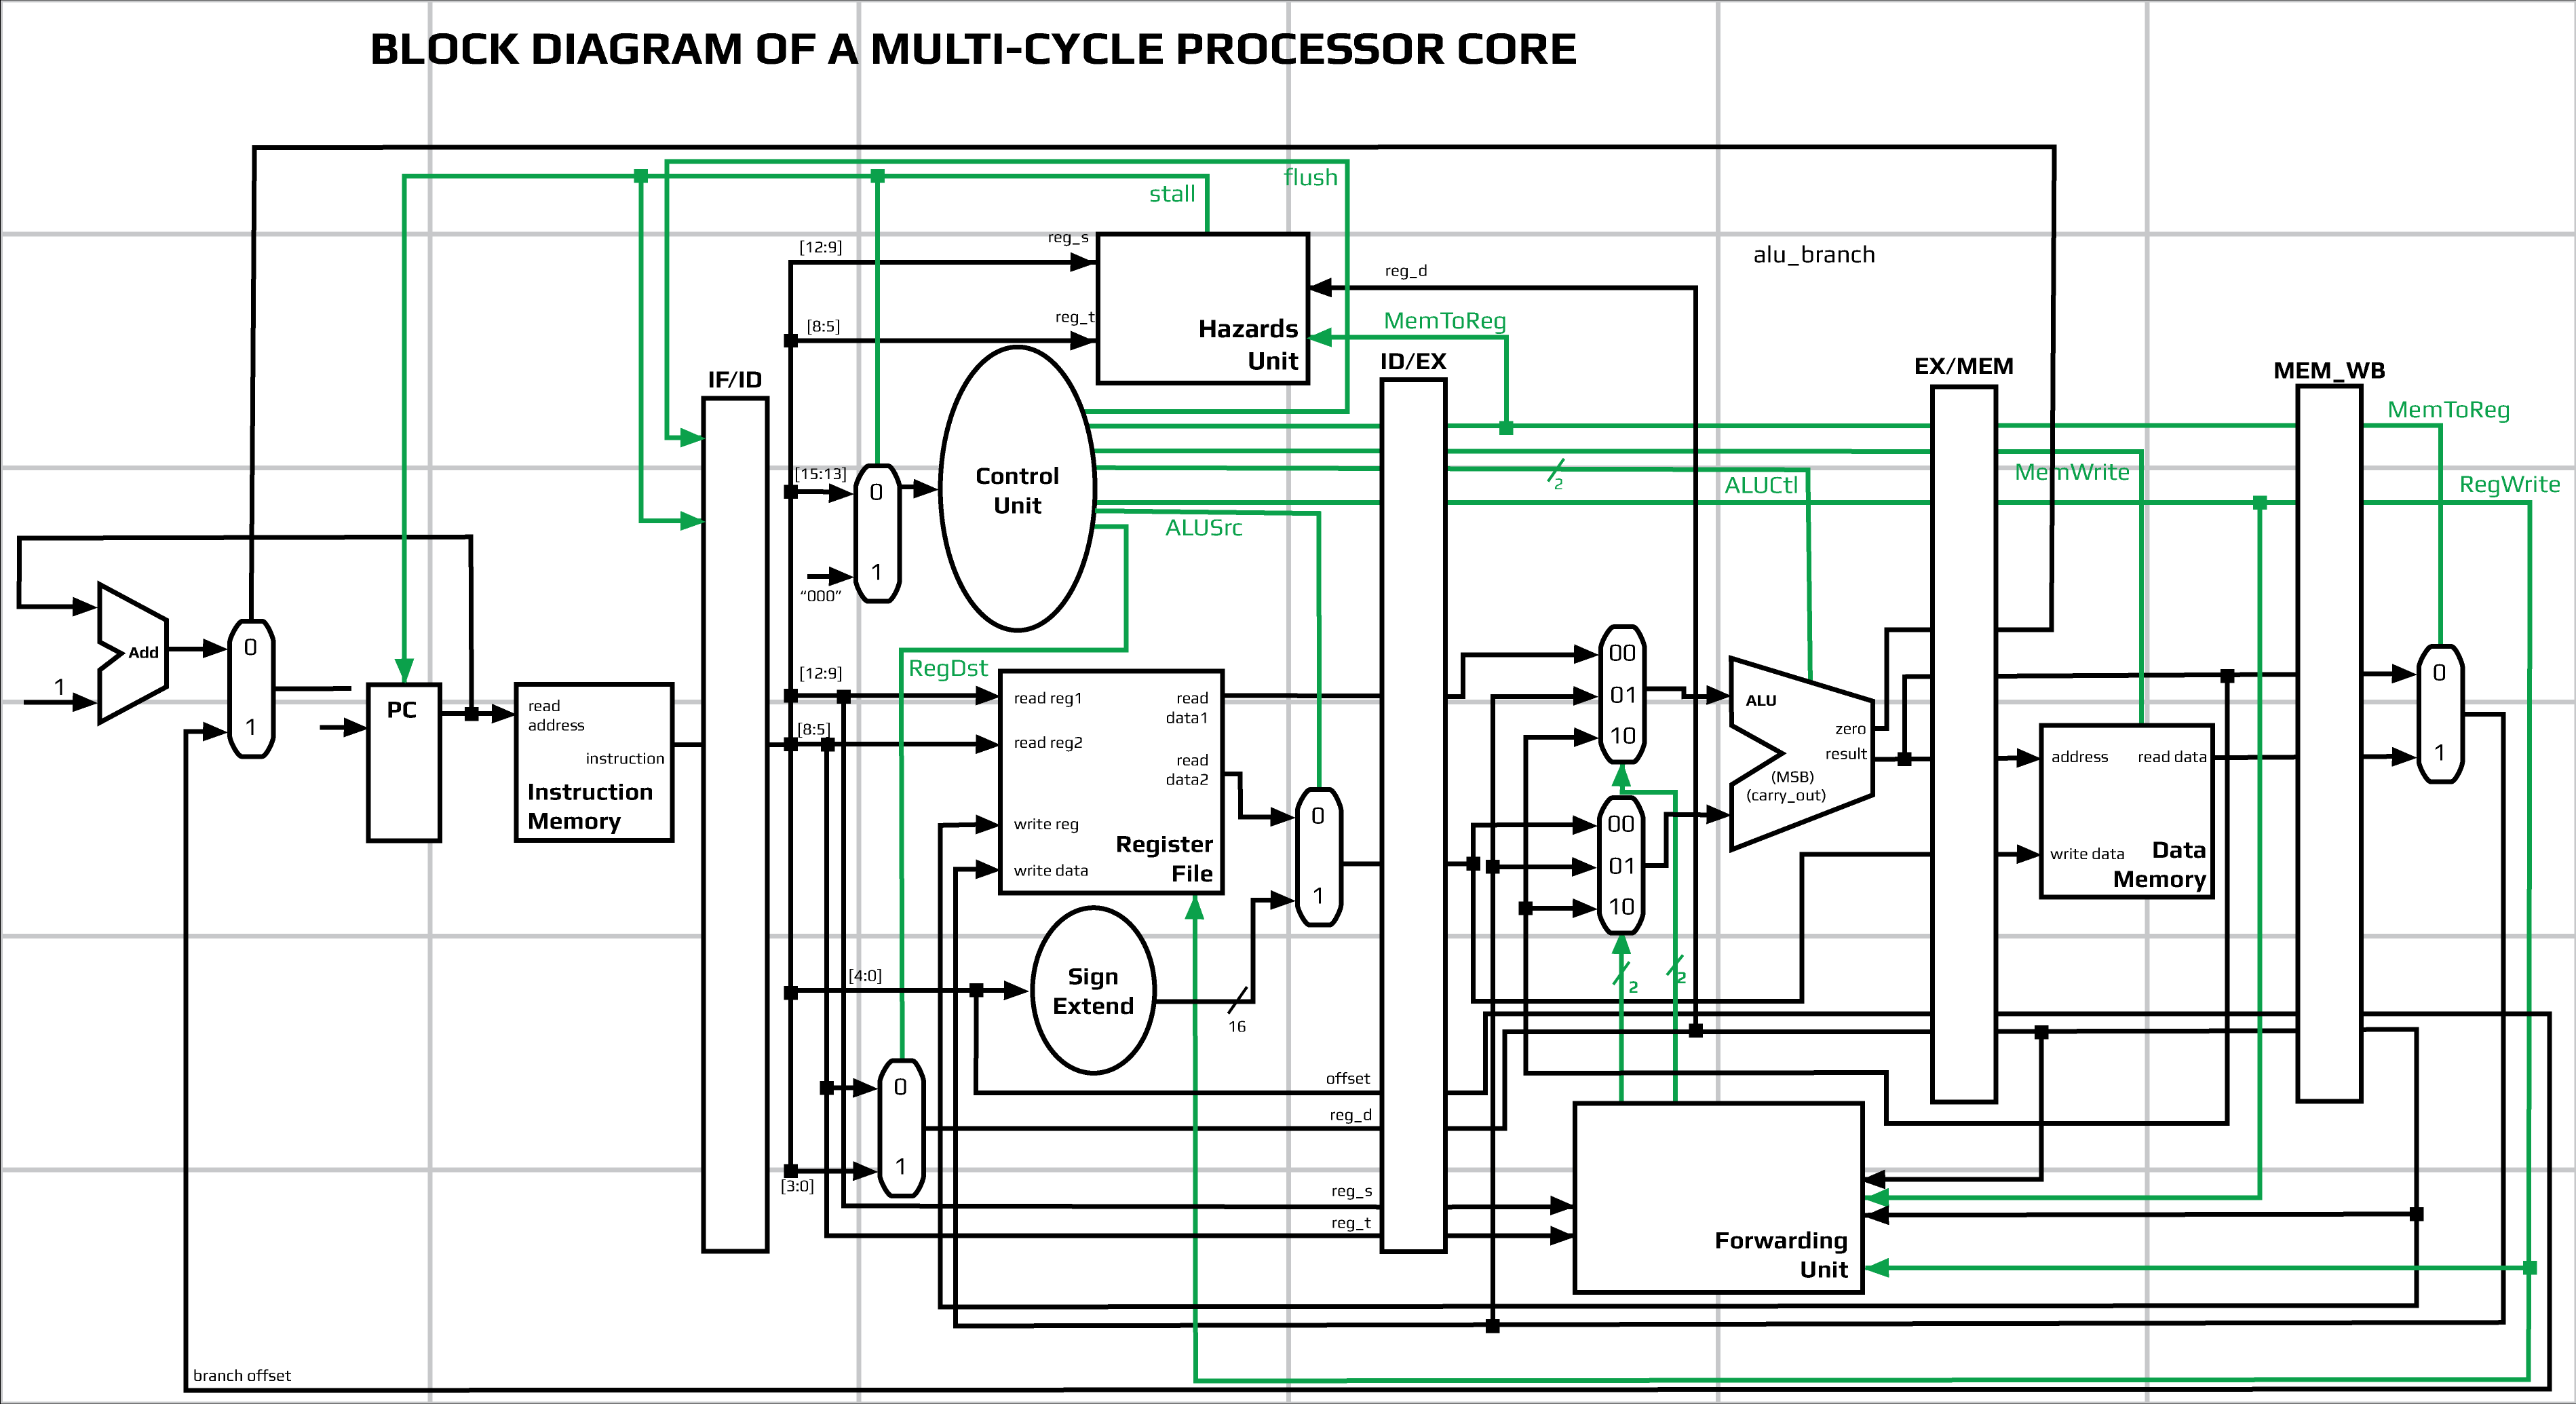 BLOCK DIAGRAM OF A MULTI-CYCLE PROCESSOR CORE
flush
stall
[12:9]
reg_s
alu_branch
reg_d
[8:5]
reg_t
MemToReg
Hazards
Unit
IF/ID
ID/EX
EX/MEM
MEM_WB
MemToReg
[15:13]
0
1
"000"
Control
Unit
2
ALUCtl
MemWrite
RegWrite
ALUSrc
Add
1
0
1
PC
read
address
instruction
Instruction
Memory
[12:9]
[8:5]
RegDst
read reg1
read reg2
write reg
write data
read
data1
read
data2
Register
File
0
1
00
01
10
00
01
10
ALU
zero
result
(MSB)
(carry_out)
address
read data
write data
Data
Memory
0
1
[4:0]
Sign
Extend
16
2
2
0
1
[3:0]
offset
reg_d
reg_s
reg_t
Forwarding
Unit
branch offset